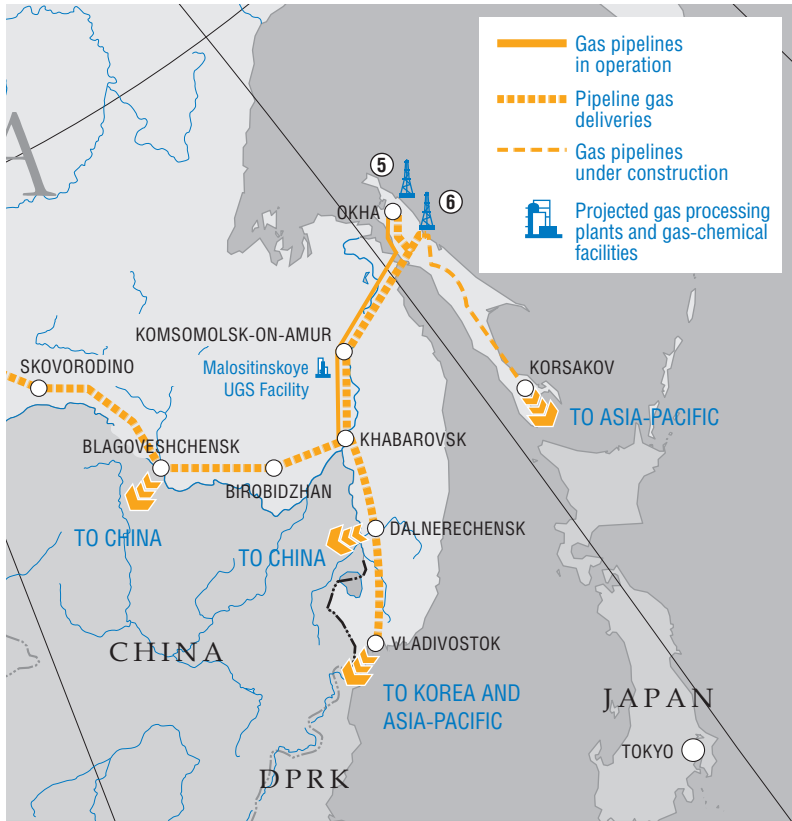 Gas pipelines
in operation
Pipeline gas
deliveries
Gas pipelines
under construction
Projected gas processing
plants and gas-chemical
facilities
A
5
6
OKHA
KOMSOMOLSK-ON-AMUR
Malositinskoye
UGS Facility
SKOVORODINO
KORSAKOV
TO ASIA-PACIFIC
BLAGOVESHCHENSK
KHABAROVSK
BIROBIDZHAN
TO CHINA
DALNERECHENSK
TO CHINA
VLADIVOSTOK
CHINA
TO KOREA AND
ASIA-PACIFIC
JAPAN
TOKYO
DPRK